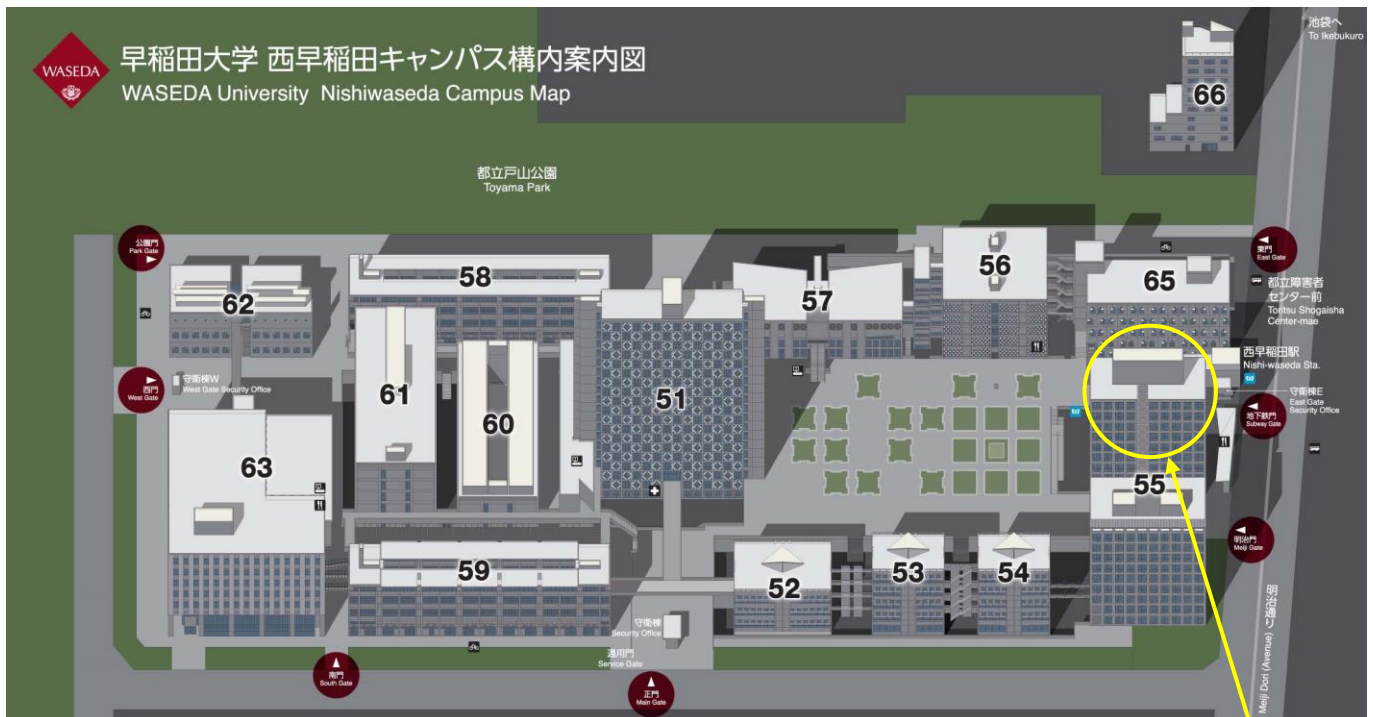 WASEDA
早稲田大学 西早稲田キャンパス構内案内図
WASEDA University Nishiwaseda Campus Map
池袋へ
To Ikebukuro
66
都立戸山公園
Toyama Park
公園門
Park Gate
62
58
51
57
56
65
東門
East Gate
都立障害者
センター前
Toritsu Shogaisha
Center-mae
西早稲田駅
Nishi-waseda Sta.
守衛棟E
East Gate
Security Office
地下鉄門
Subway Gate
西門
West Gate
守衛棟W
West Gate Security Office
61
60
63
55
明治門
Meiji Gate
59
52
53
54
守衛棟
Security Office
通用門
Service Gate
南門
South Gate
正門
Main Gate
明治通り
Meiji Dori (Avenue)